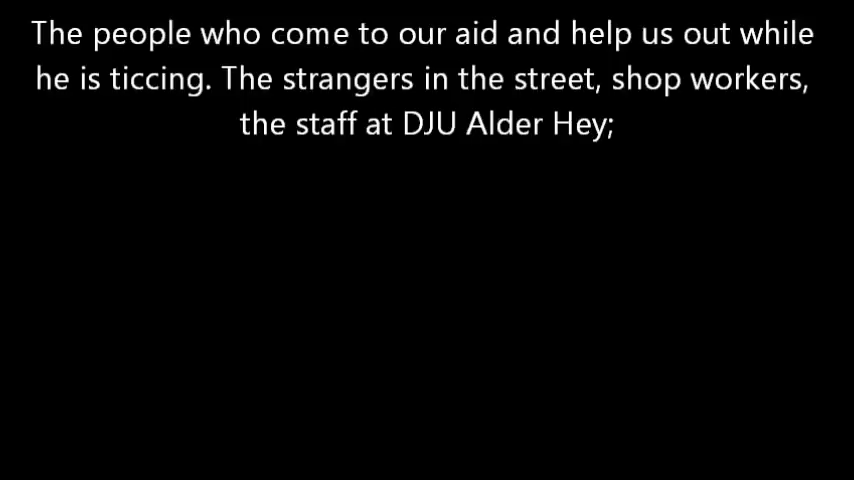 The people who come to our aid and help us out while
he is ticcing. The strangers in the street, shop workers,
the staff at DJU Alder Hey;